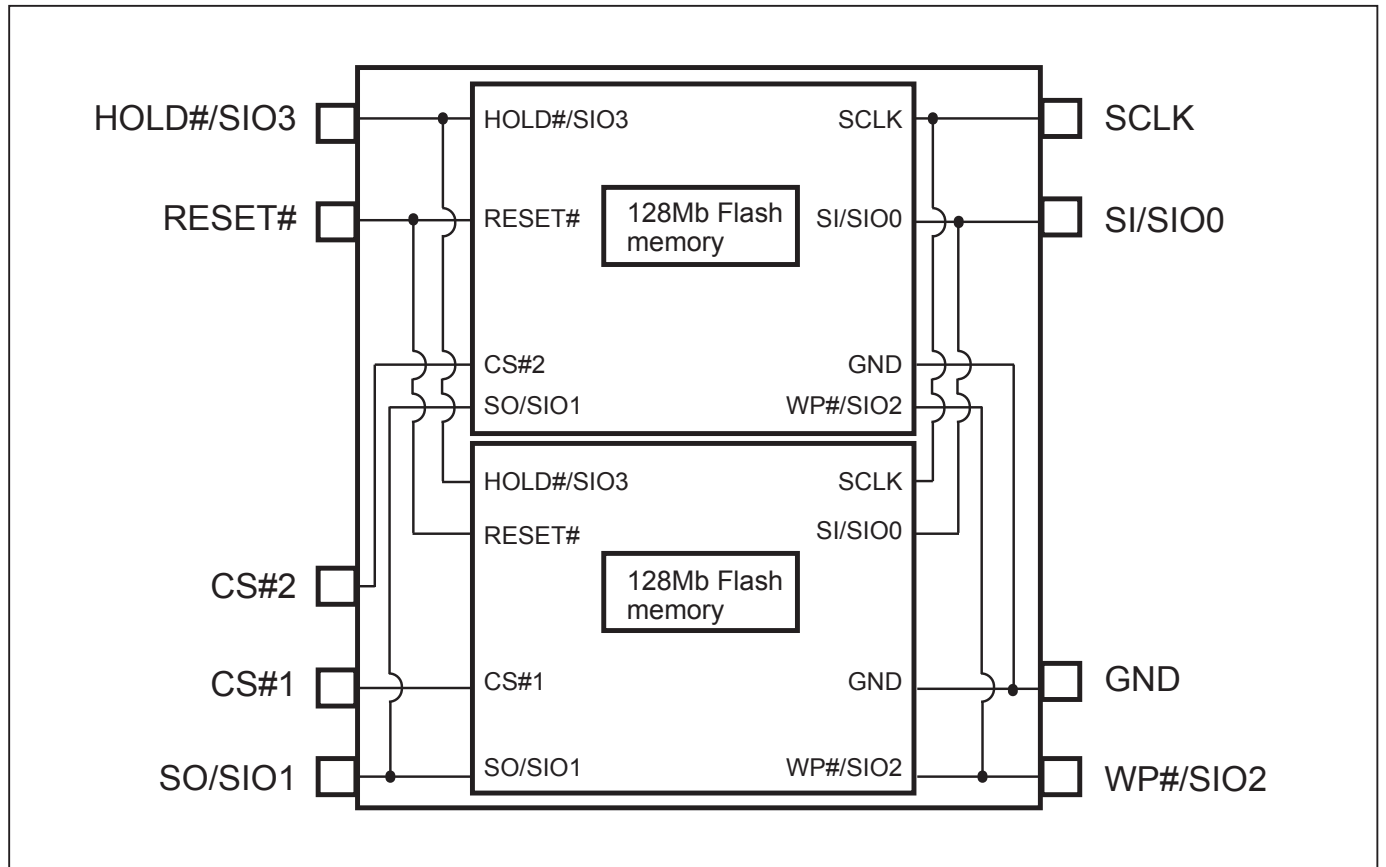 HOLD#/SIO3
RESET#
CS#2
CS#1
SO/SIO1
HOLD#/SIO3
SCLK
RESET#
128Mb Flash
memory
SI/SIO0
CS#2
GND
SO/SIO1
WP#/SIO2
HOLD#/SIO3
SCLK
RESET#
SI/SIO0
128Mb Flash
memory
CS#1
GND
SO/SIO1
WP#/SIO2
SCLK
SI/SIO0
GND
WP#/SIO2